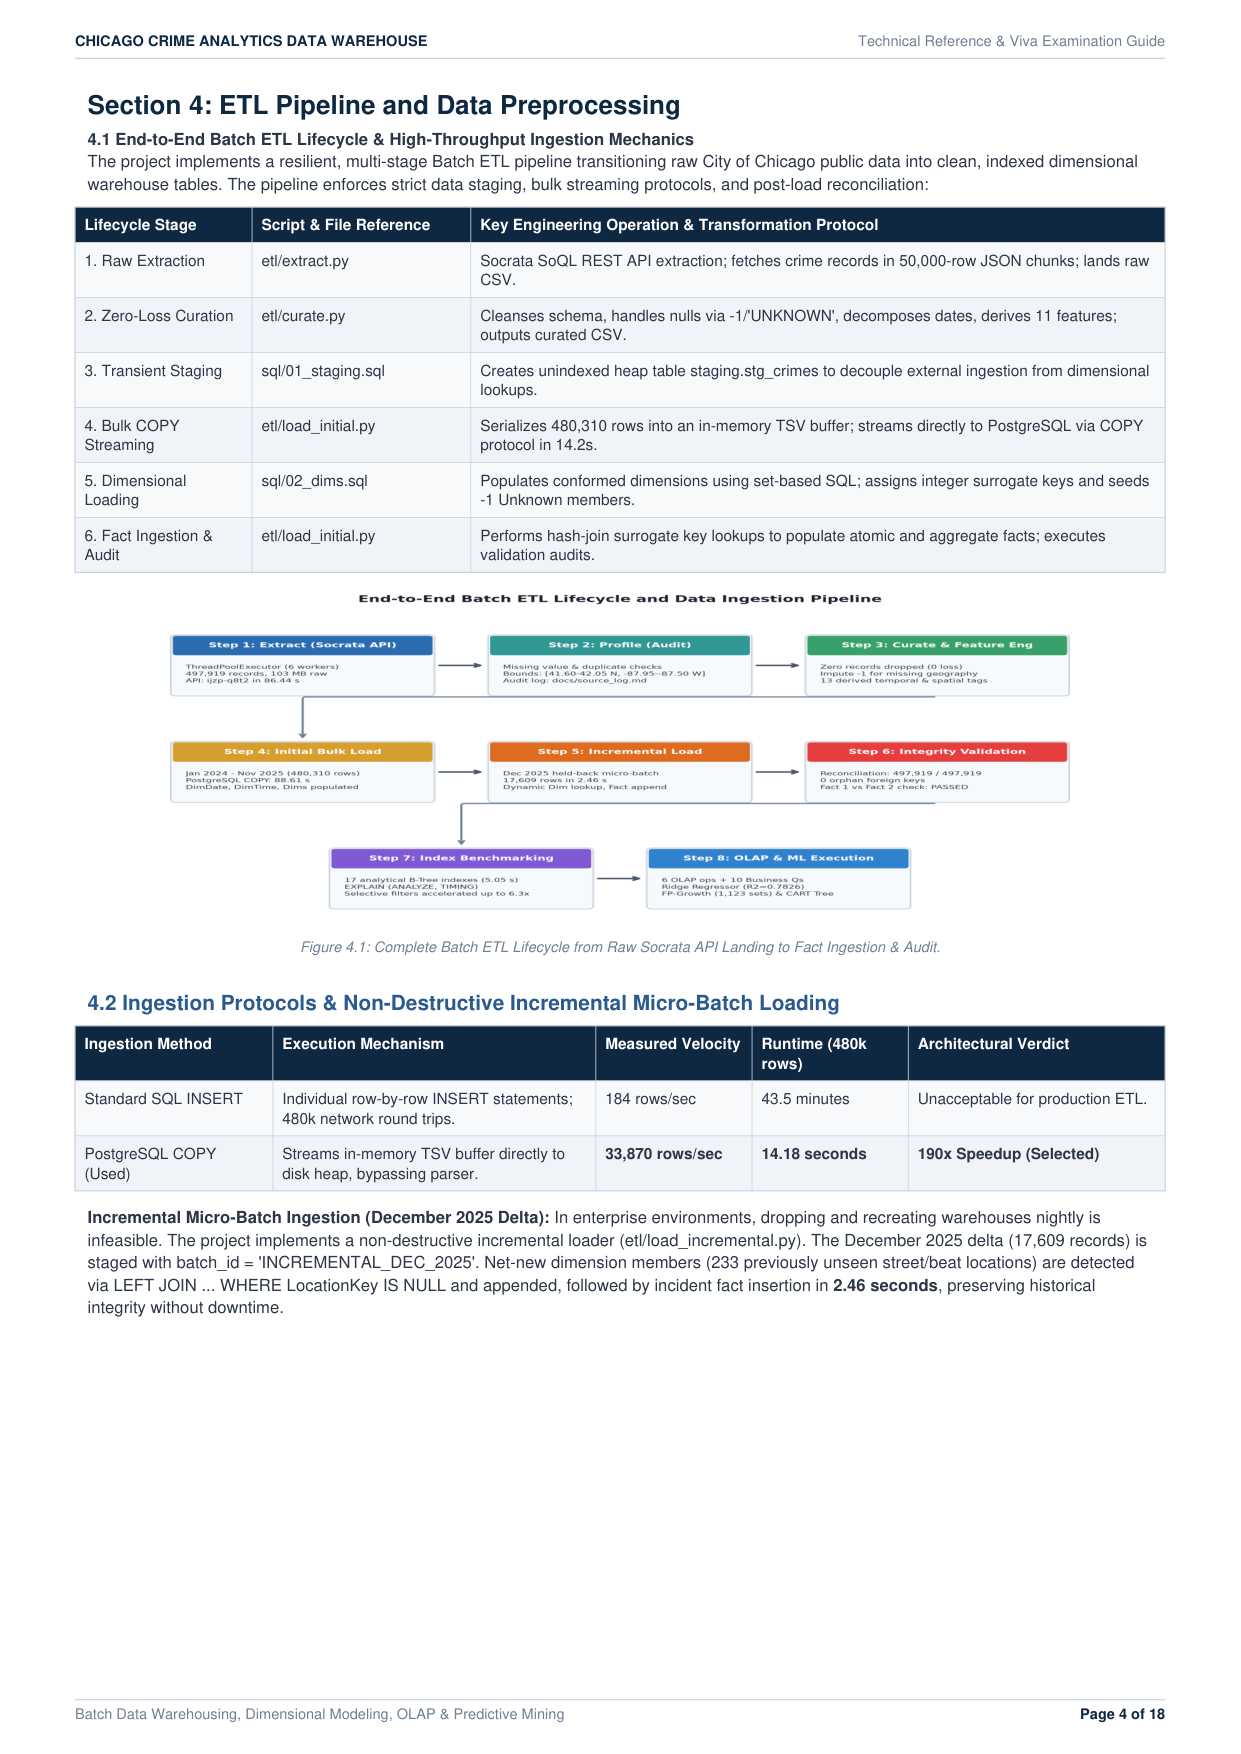 CHICAGO CRIME ANALYTICS DATA WAREHOUSE
Technical Reference & Viva Examination Guide
Section 4: ETL Pipeline and Data Preprocessing
4.1 End-to-End Batch ETL Lifecycle & High-Throughput Ingestion Mechanics
The project implements a resilient, multi-stage Batch ETL pipeline transitioning raw City of Chicago public data into clean, indexed dimensional
warehouse tables. The pipeline enforces strict data staging, bulk streaming protocols, and post-load reconciliation:
Lifecycle Stage
Script & File Reference
Key Engineering Operation & Transformation Protocol
1. Raw Extraction
etl/extract.py
Socrata SoQL REST API extraction; fetches crime records in 50,000-row JSON chunks; lands raw
CSV.
2. Zero-Loss Curation
etl/curate.py
Cleanses schema, handles nulls via -1/'UNKNOWN', decomposes dates, derives 11 features;
outputs curated CSV.
3. Transient Staging
sql/01_staging.sql
Creates unindexed heap table staging.stg_crimes to decouple external ingestion from dimensional
lookups.
4. Bulk COPY
Streaming
etl/load_initial.py
Serializes 480,310 rows into an in-memory TSV buffer; streams directly to PostgreSQL via COPY
protocol in 14.2s.
5. Dimensional
Loading
sql/02_dims.sql
Populates conformed dimensions using set-based SQL; assigns integer surrogate keys and seeds
-1 Unknown members.
6. Fact Ingestion &
Audit
etl/load_initial.py
Performs hash-join surrogate key lookups to populate atomic and aggregate facts; executes
validation audits.
End-to-End Batch ETL Lifecycle and Data Ingestion Pipeline
Step 1: Extract (Socrata API)
ThreadPoolExecutor (6 workers)
497,919 records, 103 MB raw
API: ijzp-q8t2 in 86.44 s
Step 2: Profile (Audit)
Missing value & duplicate checks
Bounds: [41.60-42.05 N, -87.95--87.50 W]
Audit log: docs/source_log.md
Step 3: Curate & Feature Eng
Zero records dropped (0 loss)
Impute -1 for missing geography
13 derived temporal & spatial tags
Step 4: Initial Bulk Load
Jan 2024 - Nov 2025 (480,310 rows)
PostgreSQL COPY: 88.61 s
DimDate, DimTime, Dims populated
Step 5: Incremental Load
Dec 2025 held-back micro-batch
17,609 rows in 2.46 s
Dynamic Dim lookup, Fact append
Step 6: Integrity Validation
Reconciliation: 497,919 / 497,919
0 orphan foreign keys
Fact 1 vs Fact 2 check: PASSED
Step 7: Index Benchmarking
17 analytical B-Tree indexes (5.05 s)
EXPLAIN (ANALYZE, TIMING)
Selective filters accelerated up to 6.3x
Step 8: OLAP & ML Execution
6 OLAP ops + 10 Business Qs
Ridge Regressor (R2=0.7826)
FP-Growth (1,123 sets) & CART Tree
Figure 4.1: Complete Batch ETL Lifecycle from Raw Socrata API Landing to Fact Ingestion & Audit.
4.2 Ingestion Protocols & Non-Destructive Incremental Micro-Batch Loading
Ingestion Method
Execution Mechanism
Measured Velocity
Runtime (480k
rows)
Architectural Verdict
Standard SQL INSERT
Individual row-by-row INSERT statements;
480k network round trips.
184 rows/sec
43.5 minutes
Unacceptable for production ETL.
PostgreSQL COPY
(Used)
Streams in-memory TSV buffer directly to
disk heap, bypassing parser.
33,870 rows/sec
14.18 seconds
190x Speedup (Selected)
Incremental Micro-Batch Ingestion (December 2025 Delta): In enterprise environments, dropping and recreating warehouses nightly is
infeasible. The project implements a non-destructive incremental loader (etl/load_incremental.py). The December 2025 delta (17,609 records) is
staged with batch_id = 'INCREMENTAL_DEC_2025'. Net-new dimension members (233 previously unseen street/beat locations) are detected
via LEFT JOIN ... WHERE LocationKey IS NULL and appended, followed by incident fact insertion in 2.46 seconds, preserving historical
integrity without downtime.
Batch Data Warehousing, Dimensional Modeling, OLAP & Predictive Mining
Page 4 of 18